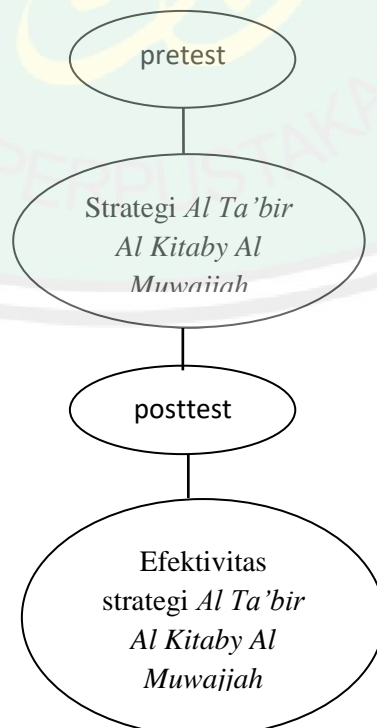 PERPUSTAKA
pretest
Strategi Al Ta’bir
Al Kitaby Al
Muwajjah
posttest
Efektivitas
strategi Al Ta’bir
Al Kitaby Al
Muwajjah